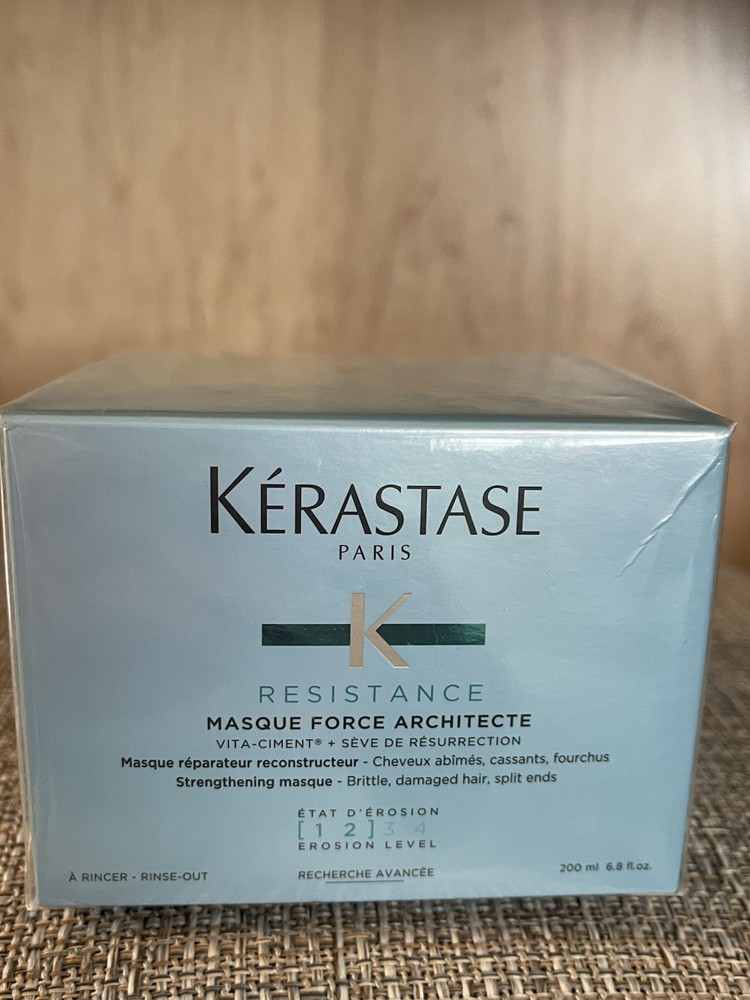 KÉRASTASE
PARIS
K
RESISTANCE
MASQUE FORCE ARCHITECTE
VITA-CIMENT® + SÈVE DE RÉSURRECTION
Masque réparateur reconstructeur - Cheveux abîmés, cassants, fourchus
Strengthening masque - Brittle, damaged hair, split ends
ÉTAT D'ÉROSION
[1 2] 3 4
EROSION LEVEL
À RINCER - RINSE-OUT RECHERCHE AVANCÉE 200 ml 6.8 fl.oz.